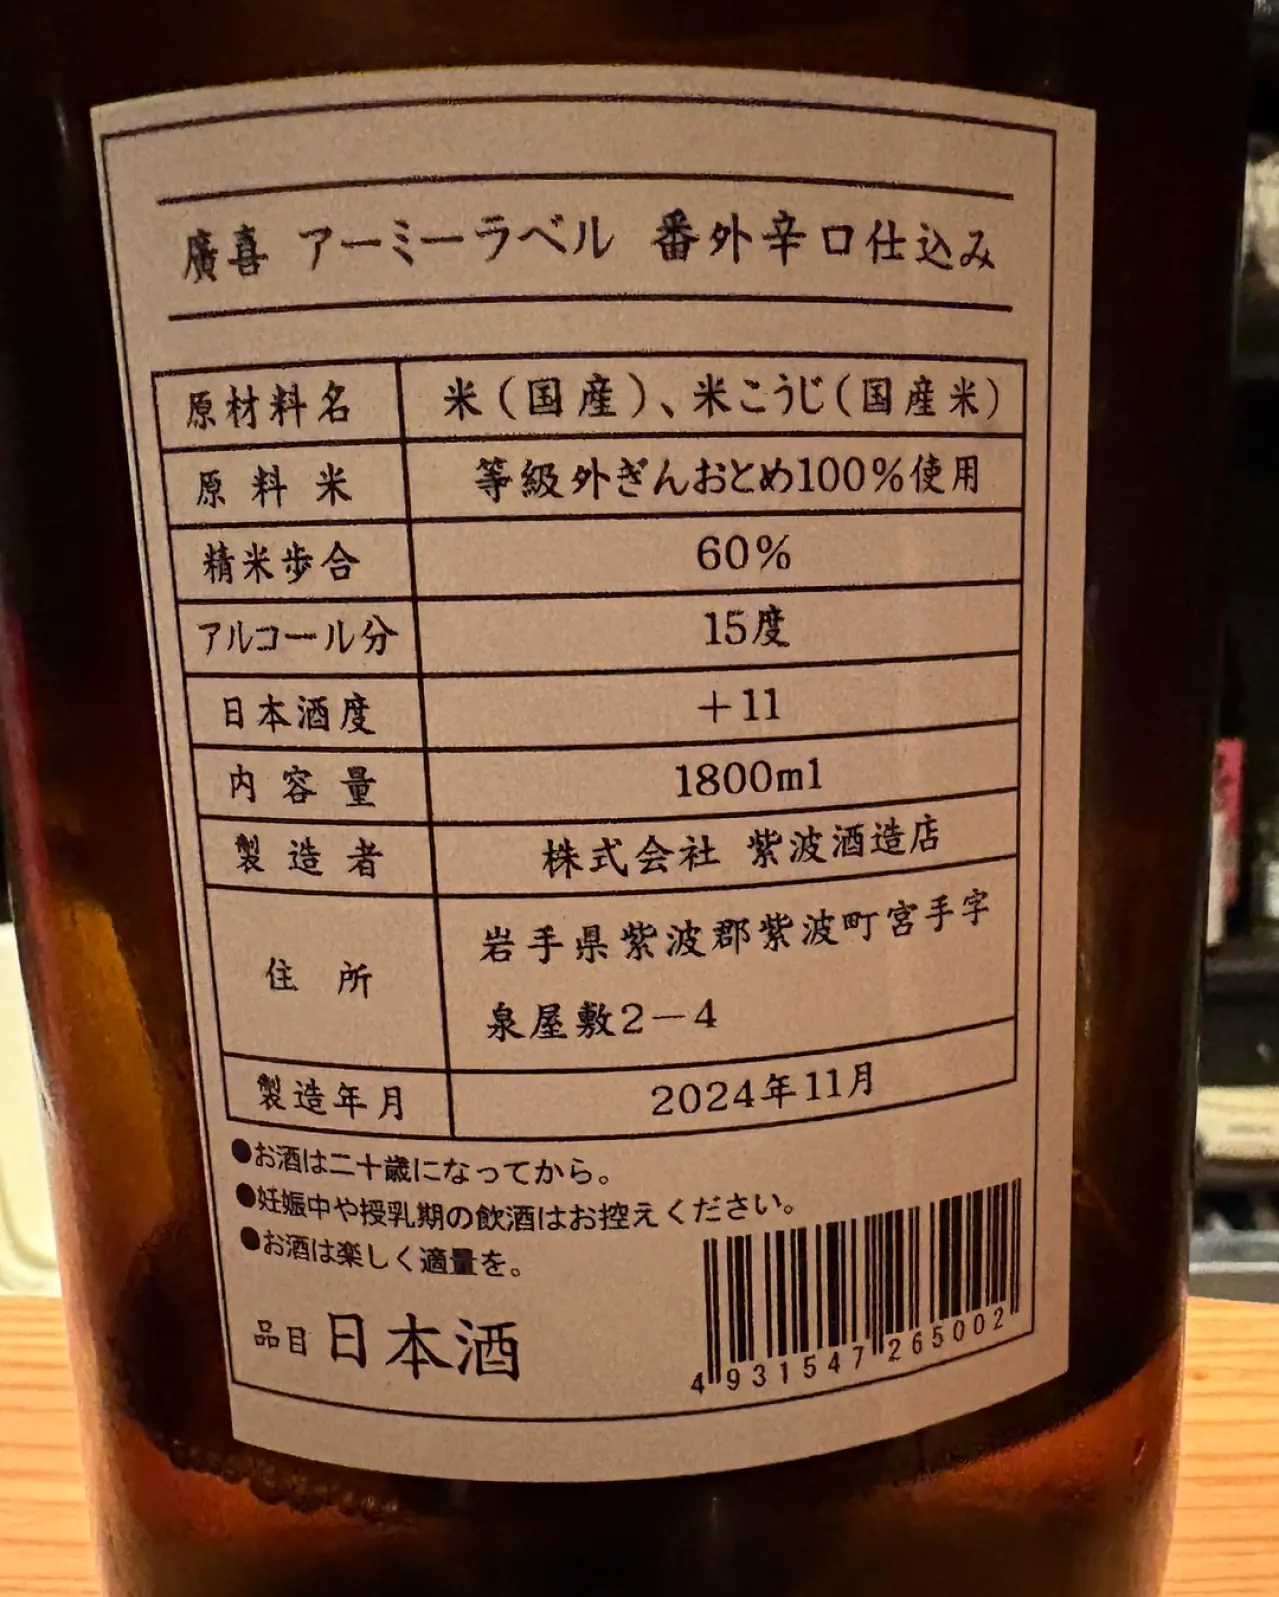 廣喜 アーミーラベル 番外辛口仕込み
原材料名 米(国産)、米こうじ(国産米)
原料米 等級外ぎんおとめ100%使用
精米歩合 60%
アルコール分 15度
日本酒度 +11
内容量 1800ml
製造者 株式会社 紫波酒造店
住所 岩手県紫波郡紫波町宮手字
泉屋敷2-4
製造年月 2024年11月
●お酒は二十歳になってから。
●妊娠中や授乳期の飲酒はお控えください。
●お酒は楽しく適量を。
品目 日本酒
4931547265002